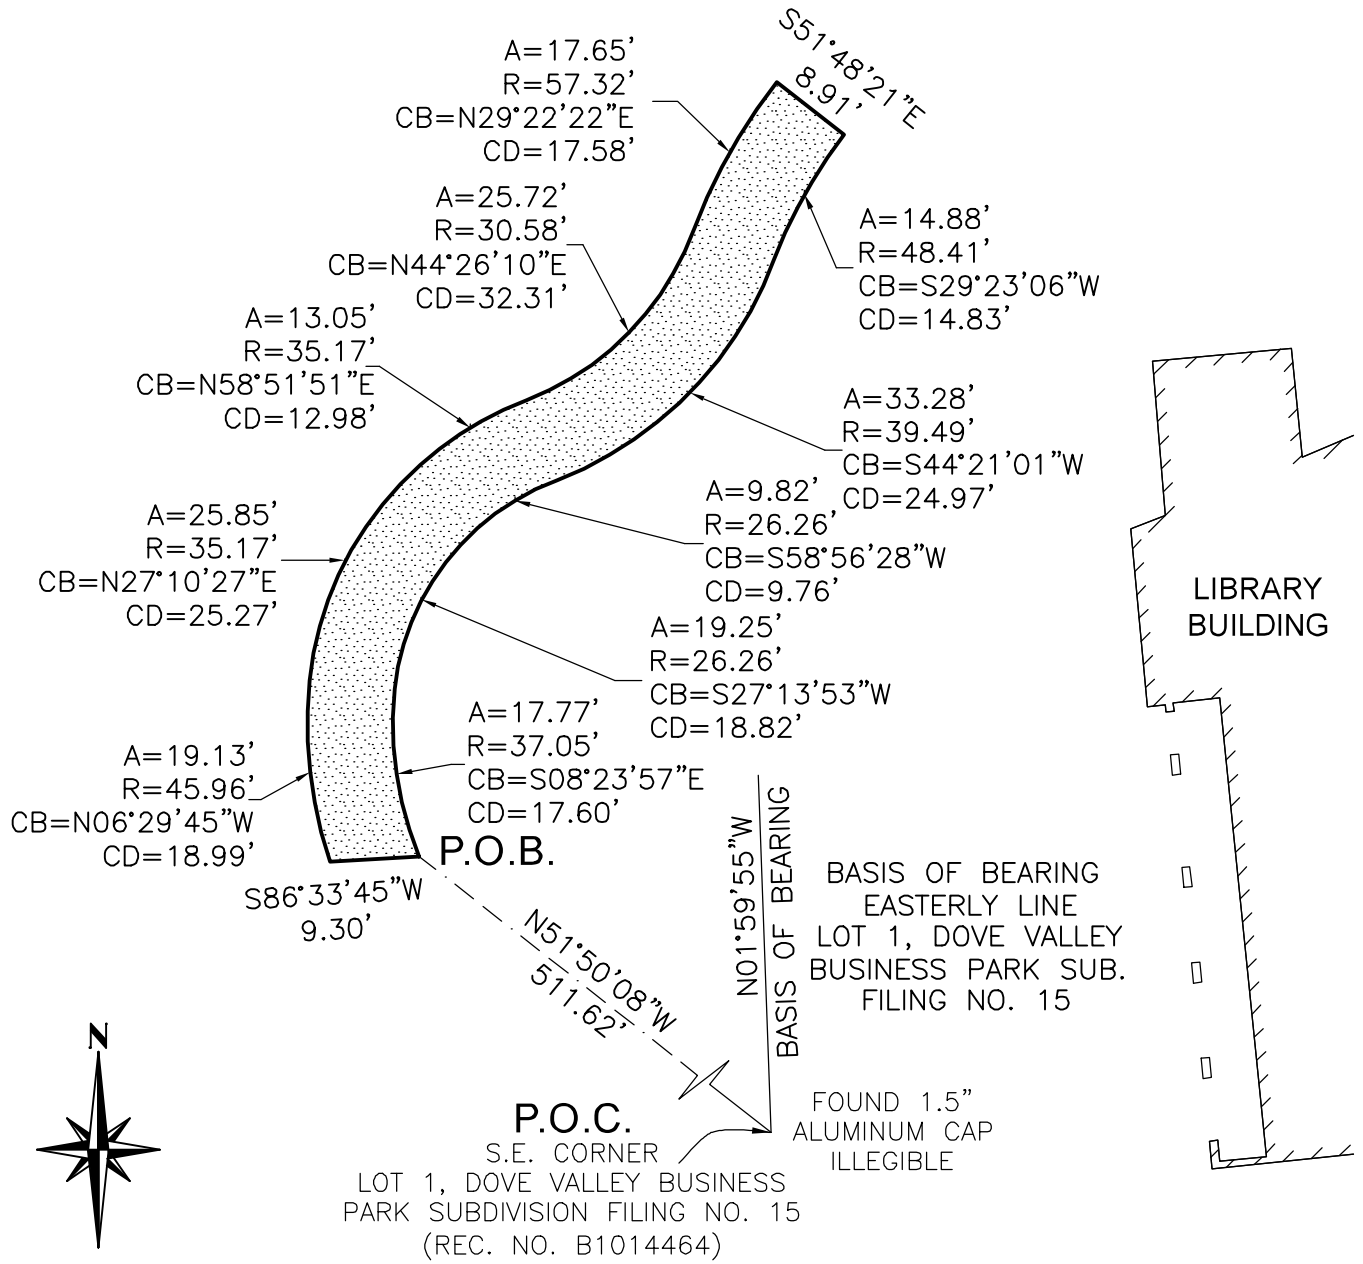 S51°48'21"E
8.91'
A=17.65'
R=57.32'
CB=N29°22'22"E
CD=17.58'
A=25.72'
R=30.58'
CB=N44°26'10"E
CD=32.31'
A=14.88'
R=48.41'
CB=S29°23'06"W
CD=14.83'
A=13.05'
R=35.17'
CB=N58°51'51"E
CD=12.98'
A=33.28'
R=39.49'
CB=S44°21'01"W
CD=24.97'
A=9.82'
R=26.26'
CB=S58°56'28"W
CD=9.76'
A=25.85'
R=35.17'
CB=N27°10'27"E
CD=25.27'
LIBRARY
BUILDING
A=19.25'
R=26.26'
CB=S27°13'53"W
CD=18.82'
A=17.77'
R=37.05'
CB=S08°23'57"E
CD=17.60'
A=19.13'
R=45.96'
CB=N06°29'45"W
CD=18.99'
P.O.B.
S86°33'45"W
9.30'
N51°50'08"W
511.62'
N01°59'55"W
BASIS OF BEARING
BASIS OF BEARING
EASTERLY LINE
LOT 1, DOVE VALLEY
BUSINESS PARK SUB.
FILING NO. 15
N
P.O.C.
S.E. CORNER
LOT 1, DOVE VALLEY BUSINESS
PARK SUBDIVISION FILING NO. 15
(REC. NO. B1014464)
FOUND 1.5"
ALUMINUM CAP
ILLEGIBLE